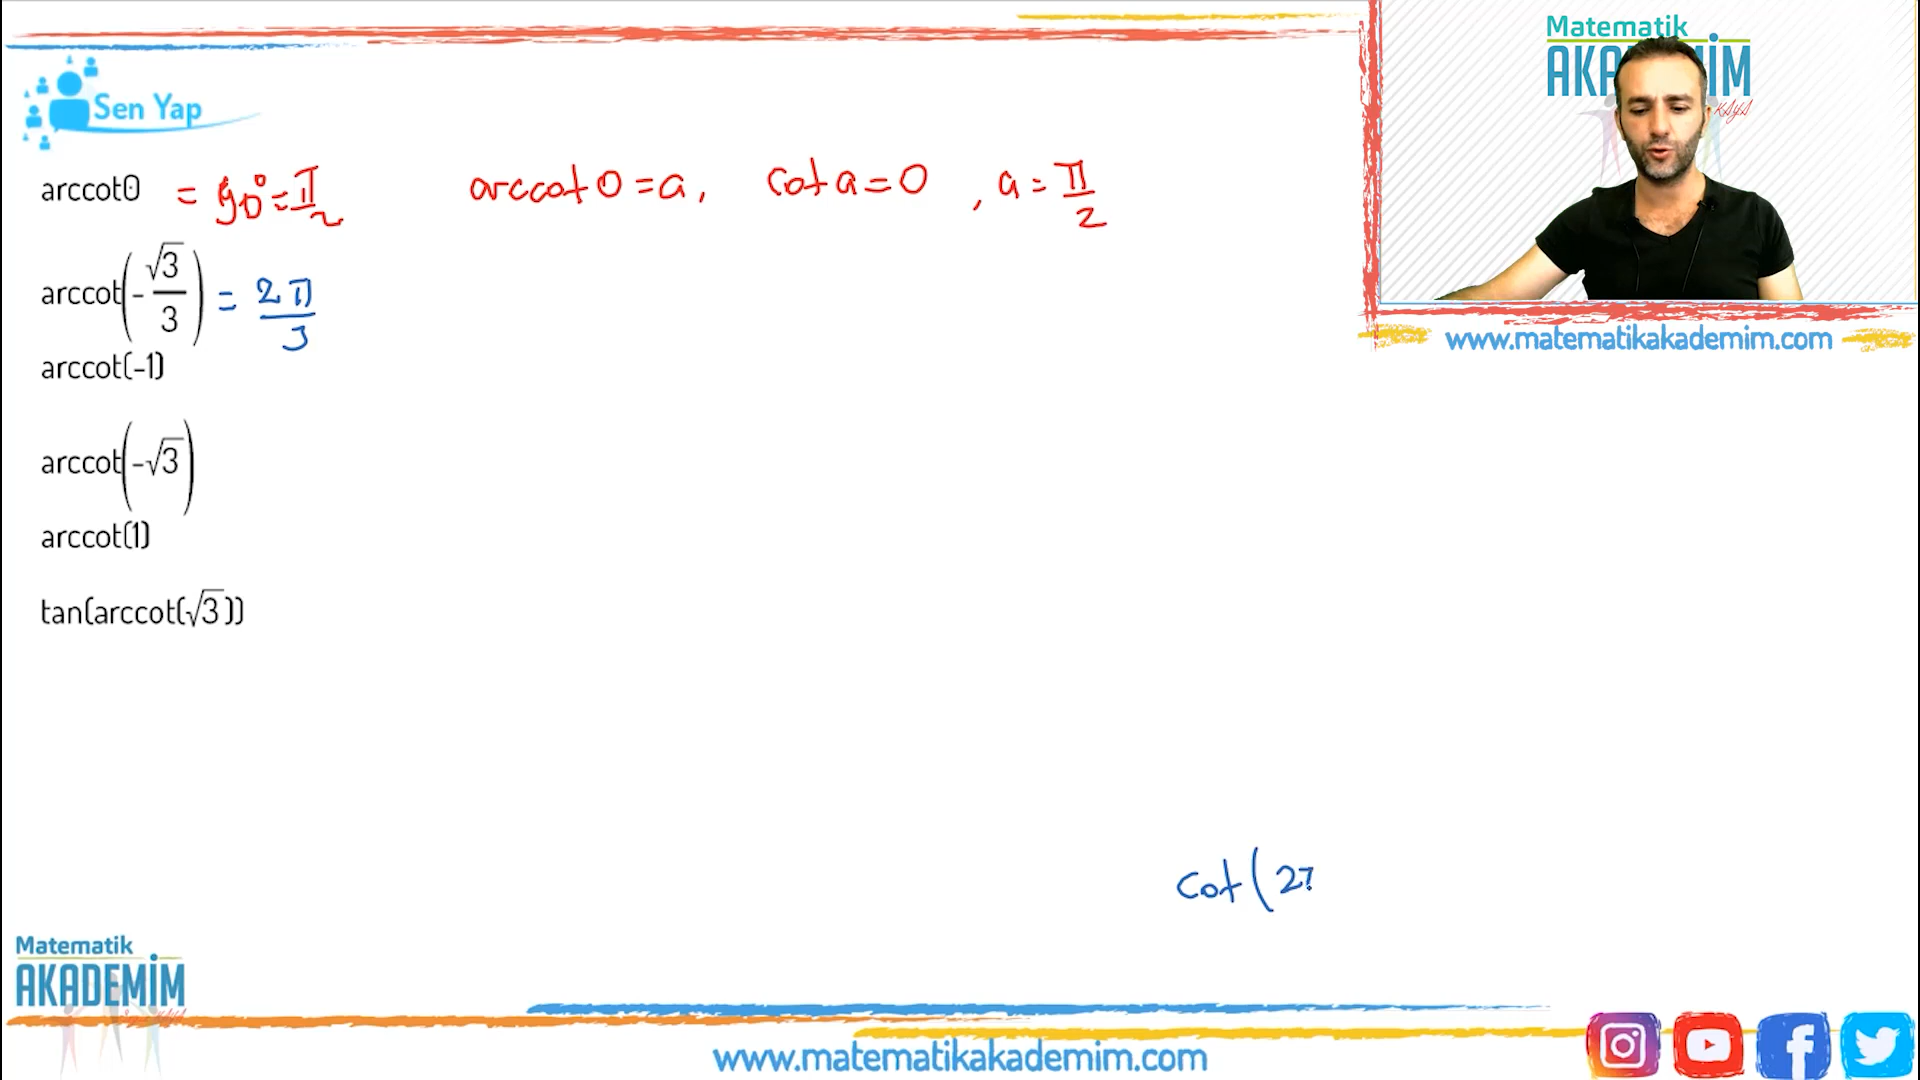 Matematik
AKADEMİM
Sen Yap
arccot0 = 90° = π/2 arccot 0 = a, cot a = 0 , a = π/2
arccot(-√3/3) = 2π/3
www.matematikakademim.com
arccot(-1)
arccot(-√3)
arccot(1)
tan(arccot(√3))
cot(2π
Matematik
AKADEMİM
www.matematikakademim.com